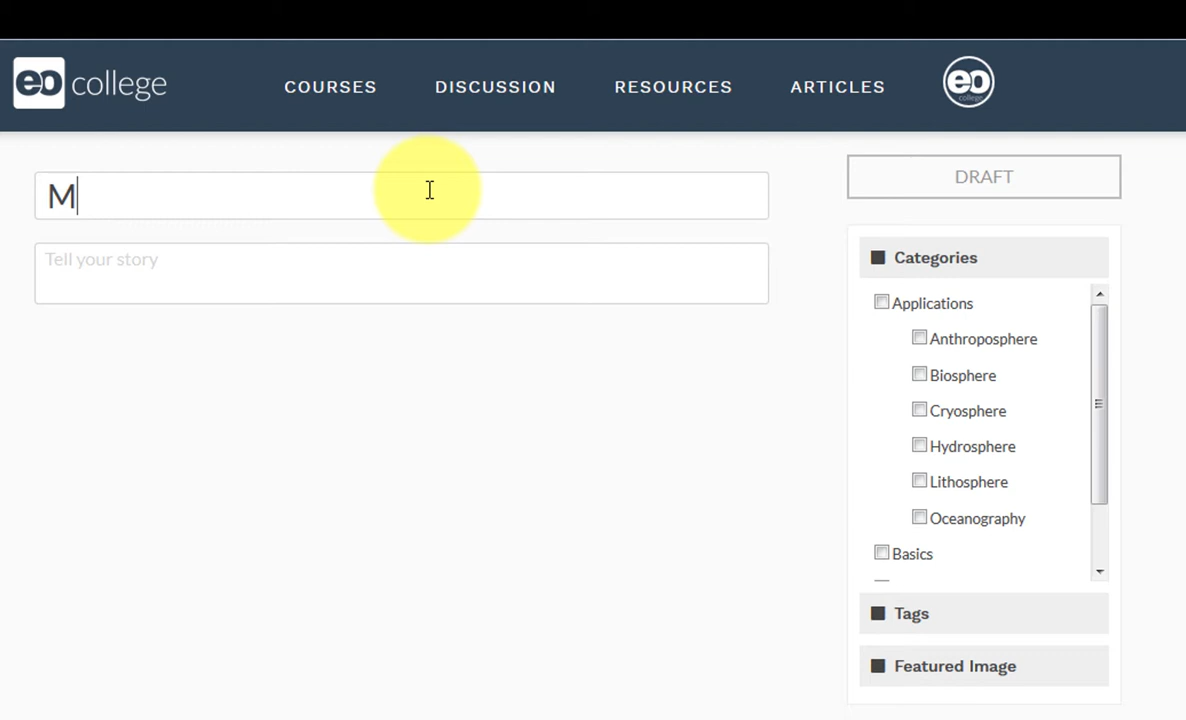 eo college
COURSES
DISCUSSION
RESOURCES
ARTICLES
eo
college
M
DRAFT
Tell your story
Categories
Applications
Anthroposphere
Biosphere
Cryosphere
Hydrosphere
Lithosphere
Oceanography
Basics
Tags
Featured Image